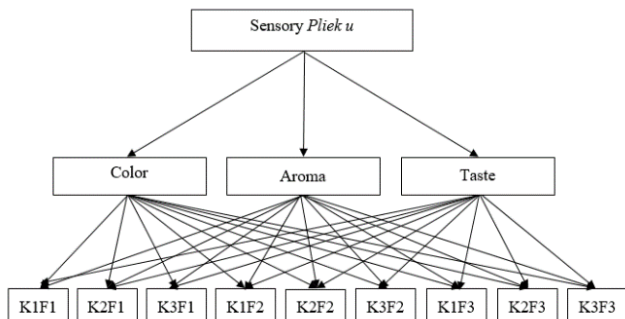 Sensory Pliek u
Color
Aroma
Taste
K1F1
K2F1
K3F1
K1F2
K2F2
K3F2
K1F3
K2F3
K3F3